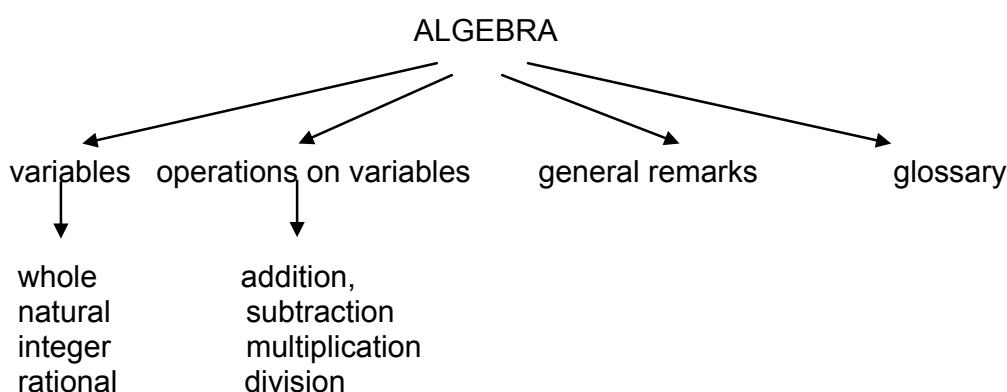 ALGEBRA
variables operations on variables general remarks glossary
whole addition,
natural subtraction
integer multiplication
rational division